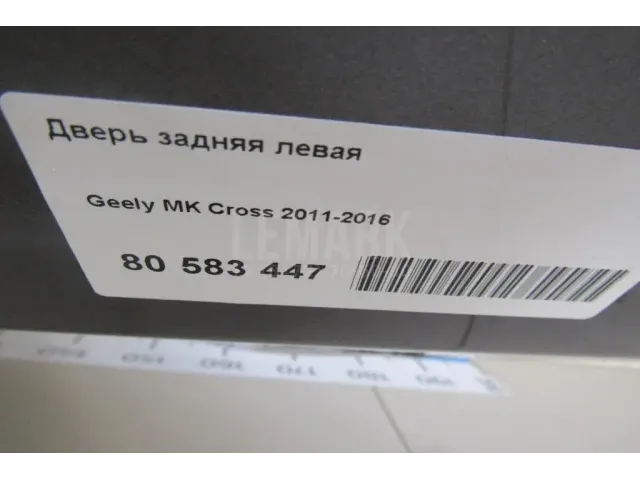 Дверь задняя левая
Geely MK Cross 2011-2016
LEMARK
80 583 447